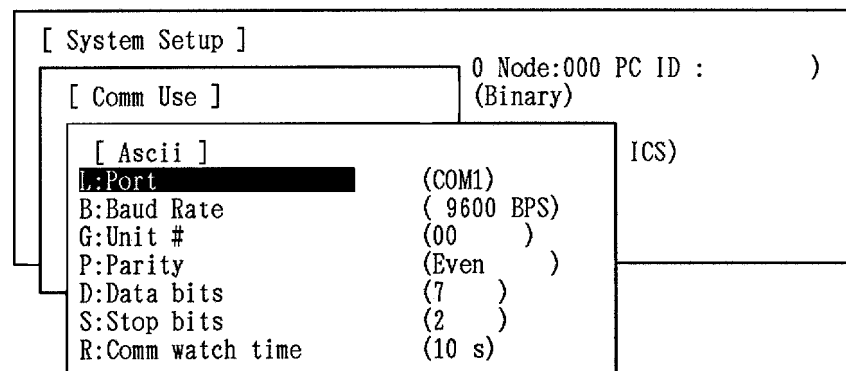 [ System Setup ]
0 Node:000 PC ID :          )
[ Comm Use ]
(Binary)
[ Ascii ]
ICS)
L:Port (COM1)
B:Baud Rate ( 9600 BPS)
G:Unit # (00      )
P:Parity (Even     )
D:Data bits (7    )
S:Stop bits (2    )
R:Comm watch time (10 s)